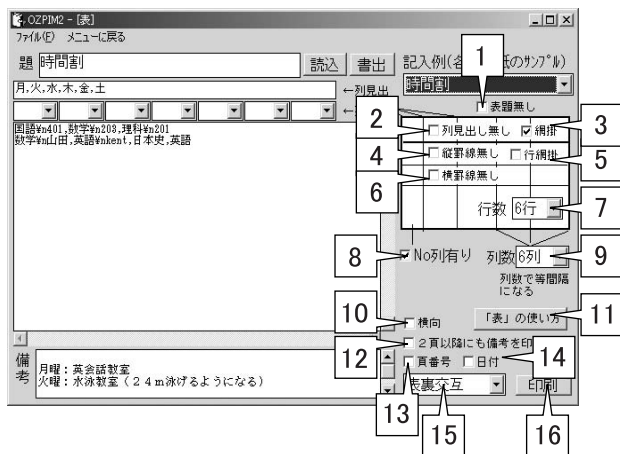 OZPIM2 - [表]
ファイル(F) メニューに戻る
題 時間割 読込 書出 記入例(各 紙のサンプル)
時間割
1
月,火,水,木,金,土 ←列見出
表題無し
2 列見出し無し 網掛 3
国語¥n401,数学¥n203,理科¥n201
数学¥n山田,英語¥nkent,日本史,英語
4 縦罫線無し 行網掛 5
6 横罫線無し
行数 6行 7
8 No列有り 列数 6列 9
列数で等間隔
になる
10 横向 「表」の使い方 11
12 2頁以降にも備考を印
備考
月曜:英会話教室
火曜:水泳教室(24m泳げるようになる)
13 頁番号 日付 14
表裏交互 印刷
15 16